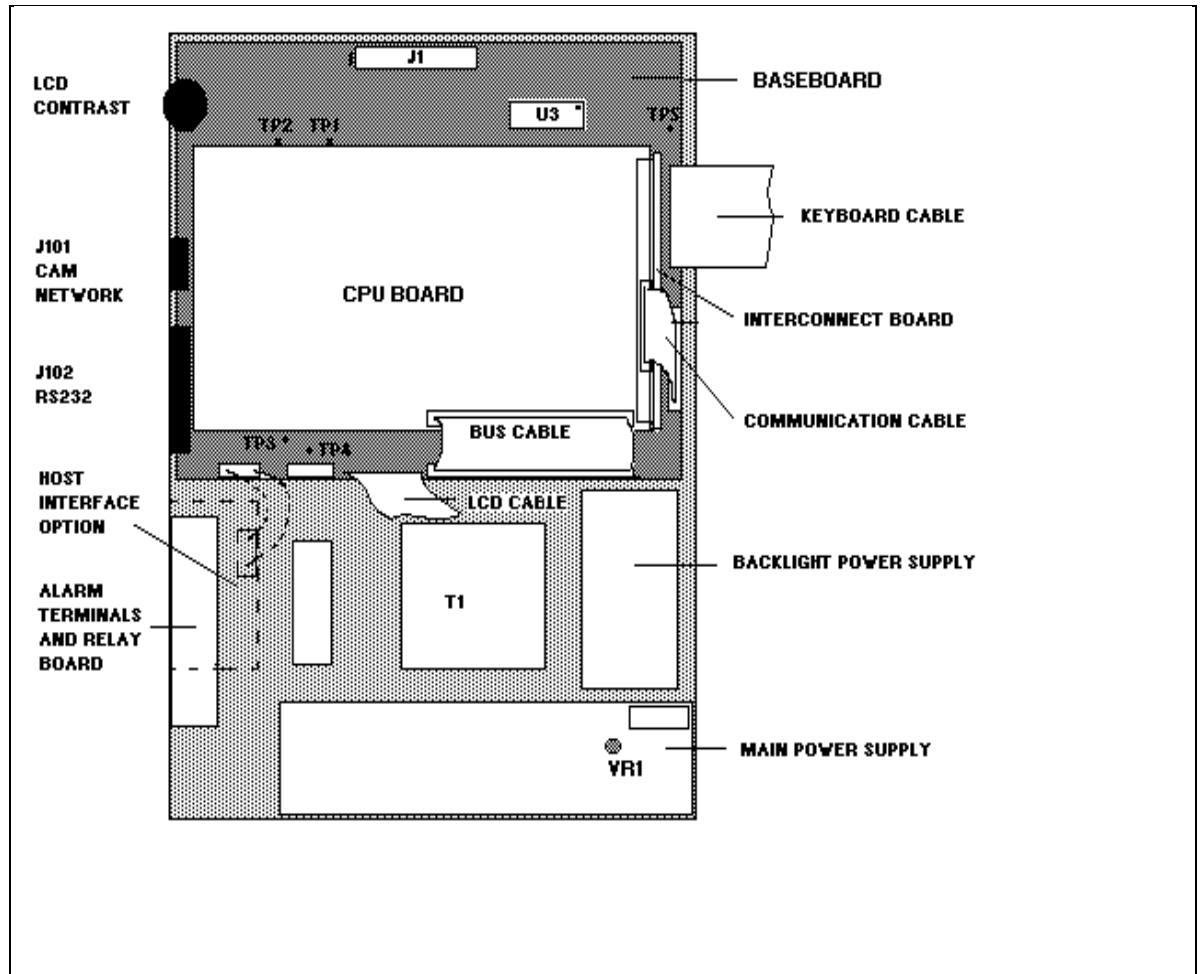 J1
LCD
CONTRAST
BASEBOARD
U3
TP2 TP1
TP5
KEYBOARD CABLE
J101
CAM
NETWORK
CPU BOARD
INTERCONNECT BOARD
J102
RS232
COMMUNICATION CABLE
BUS CABLE
TP3
TP4
HOST
INTERFACE
OPTION
LCD CABLE
BACKLIGHT POWER SUPPLY
ALARM
TERMINALS
AND RELAY
BOARD
T1
MAIN POWER SUPPLY
VR1